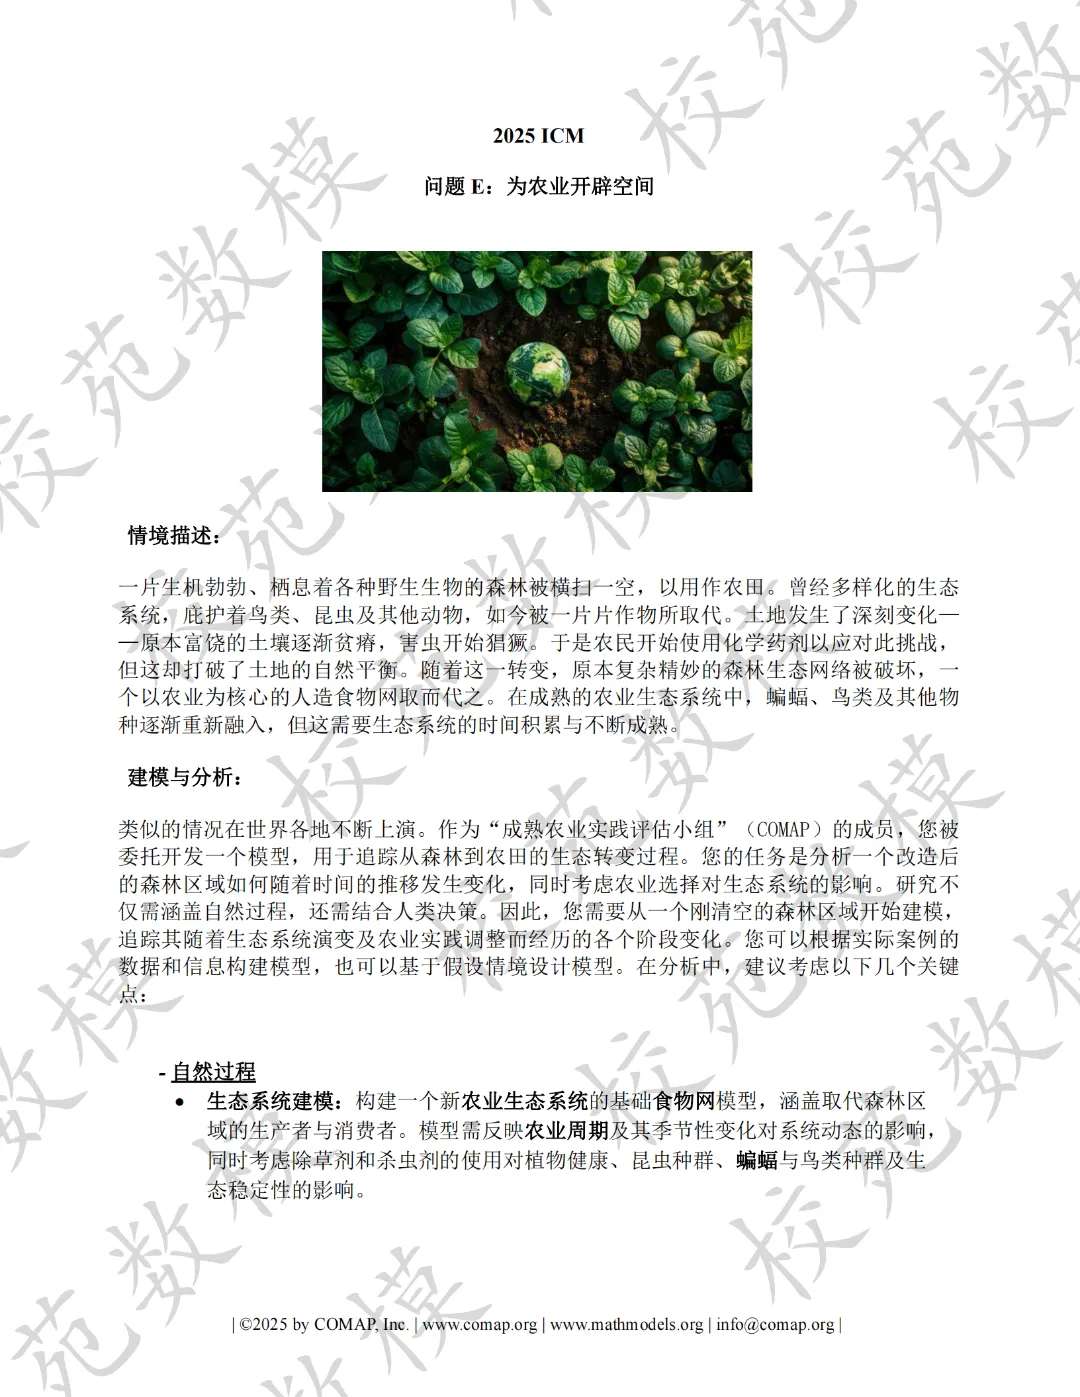 2025 ICM
问题 E：为农业开辟空间
情境描述：
一片生机勃勃、栖息着各种野生生物的森林被横扫一空，以用作农田。曾经多样化的生态
系统，庇护着鸟类、昆虫及其他动物，如今被一片片作物所取代。土地发生了深刻变化—
—原本富饶的土壤逐渐贫瘠，害虫开始猖獗。于是农民开始使用化学药剂以应对此挑战，
但这却打破了土地的自然平衡。随着这一转变，原本复杂精妙的森林生态网络被破坏，一
个以农业为核心的人造食物网取而代之。在成熟的农业生态系统中，蝙蝠、鸟类及其他物
种逐渐重新融入，但这需要生态系统的时间积累与不断成熟。
建模与分析：
类似的情况在世界各地不断上演。作为“成熟农业实践评估小组”（COMAP）的成员，您被
委托开发一个模型，用于追踪从森林到农田的生态转变过程。您的任务是分析一个改造后
的森林区域如何随着时间的推移发生变化，同时考虑农业选择对生态系统的影响。研究不
仅需涵盖自然过程，还需结合人类决策。因此，您需要从一个刚清空的森林区域开始建模，
追踪其随着生态系统演变及农业实践调整而经历的各个阶段变化。您可以根据实际案例的
数据和信息构建模型，也可以基于假设情境设计模型。在分析中，建议考虑以下几个关键
点：
- 自然过程
• 生态系统建模：构建一个新农业生态系统的基础食物网模型，涵盖取代森林区
域的生产者与消费者。模型需反映农业周期及其季节性变化对系统动态的影响，
同时考虑除草剂和杀虫剂的使用对植物健康、昆虫种群、蝙蝠与鸟类种群及生
态稳定性的影响。
| ©2025 by COMAP, Inc. | www.comap.org | www.mathmodels.org | info@comap.org |
校苑数模